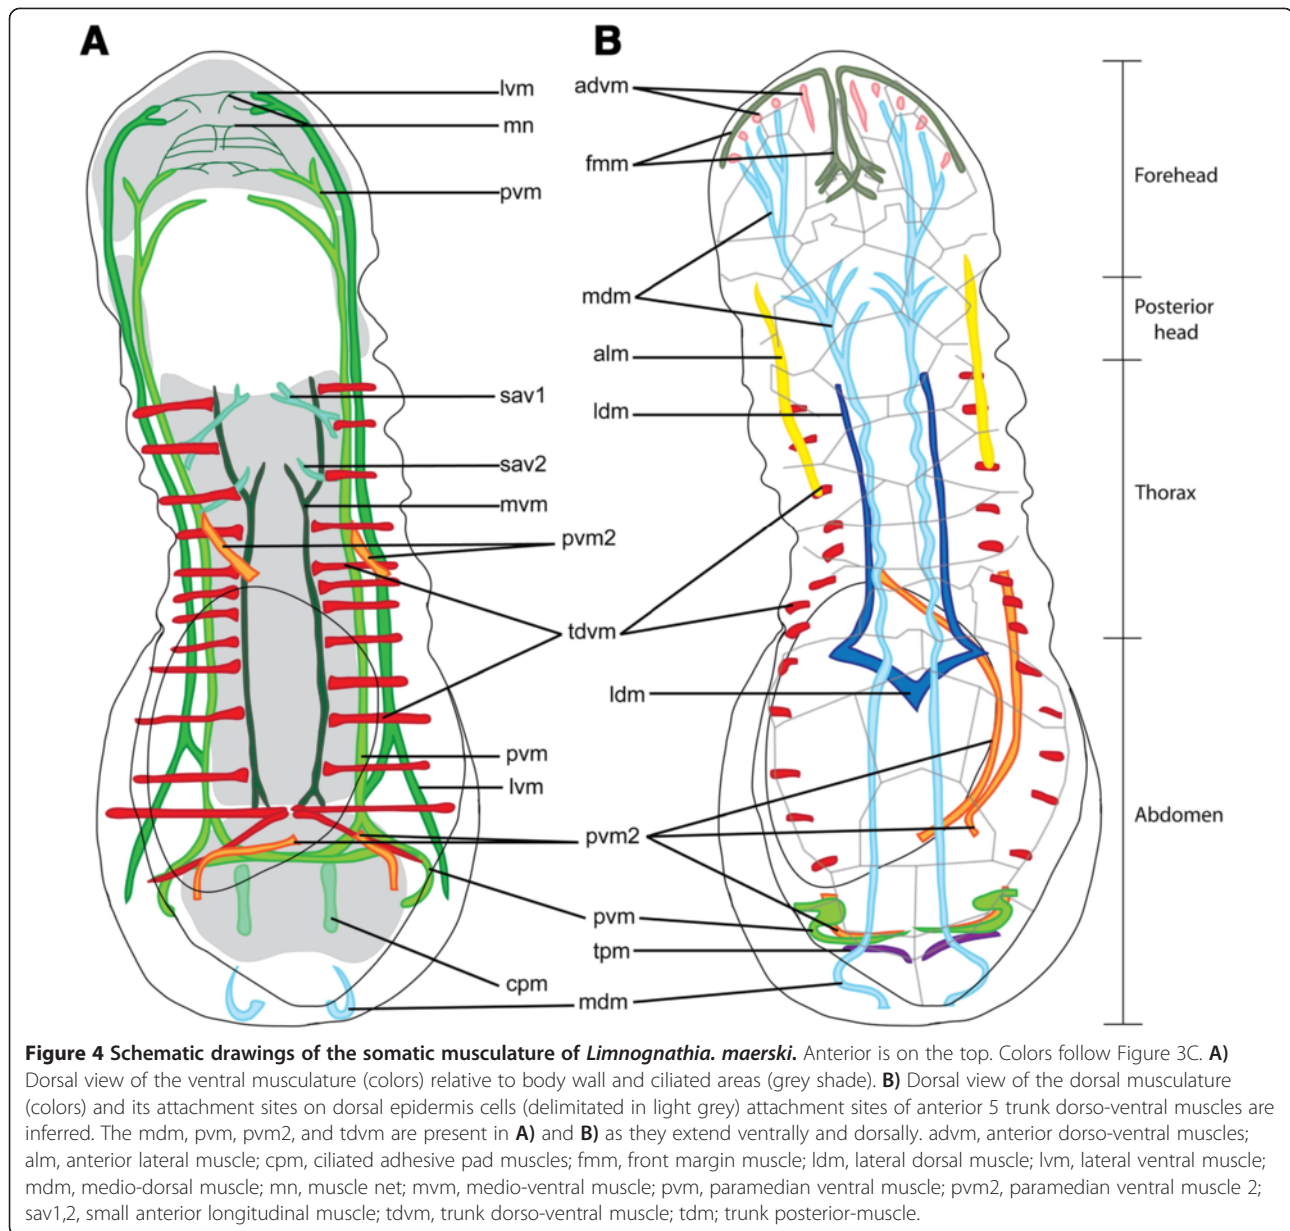 A
B
lvm
mn
pvm
sav1
sav2
mvm
pvm2
tdvm
pvm
lvm
pvm2
pvm
tpm
cpm
mdm
advm
fmm
mdm
alm
ldm
ldm
Forehead
Posterior
head
Thorax
Abdomen
Figure 4 Schematic drawings of the somatic musculature of Limnognathia. maerski. Anterior is on the top. Colors follow Figure 3C. A)
Dorsal view of the ventral musculature (colors) relative to body wall and ciliated areas (grey shade). B) Dorsal view of the dorsal musculature
(colors) and its attachment sites on dorsal epidermis cells (delimitated in light grey) attachment sites of anterior 5 trunk dorso-ventral muscles are
inferred. The mdm, pvm, pvm2, and tdvm are present in A) and B) as they extend ventrally and dorsally. advm, anterior dorso-ventral muscles;
alm, anterior lateral muscle; cpm, ciliated adhesive pad muscles; fmm, front margin muscle; ldm, lateral dorsal muscle; lvm, lateral ventral muscle;
mdm, medio-dorsal muscle; mn, muscle net; mvm, medio-ventral muscle; pvm, paramedian ventral muscle; pvm2, paramedian ventral muscle 2;
sav1,2, small anterior longitudinal muscle; tdvm, trunk dorso-ventral muscle; tdm; trunk posterior-muscle.